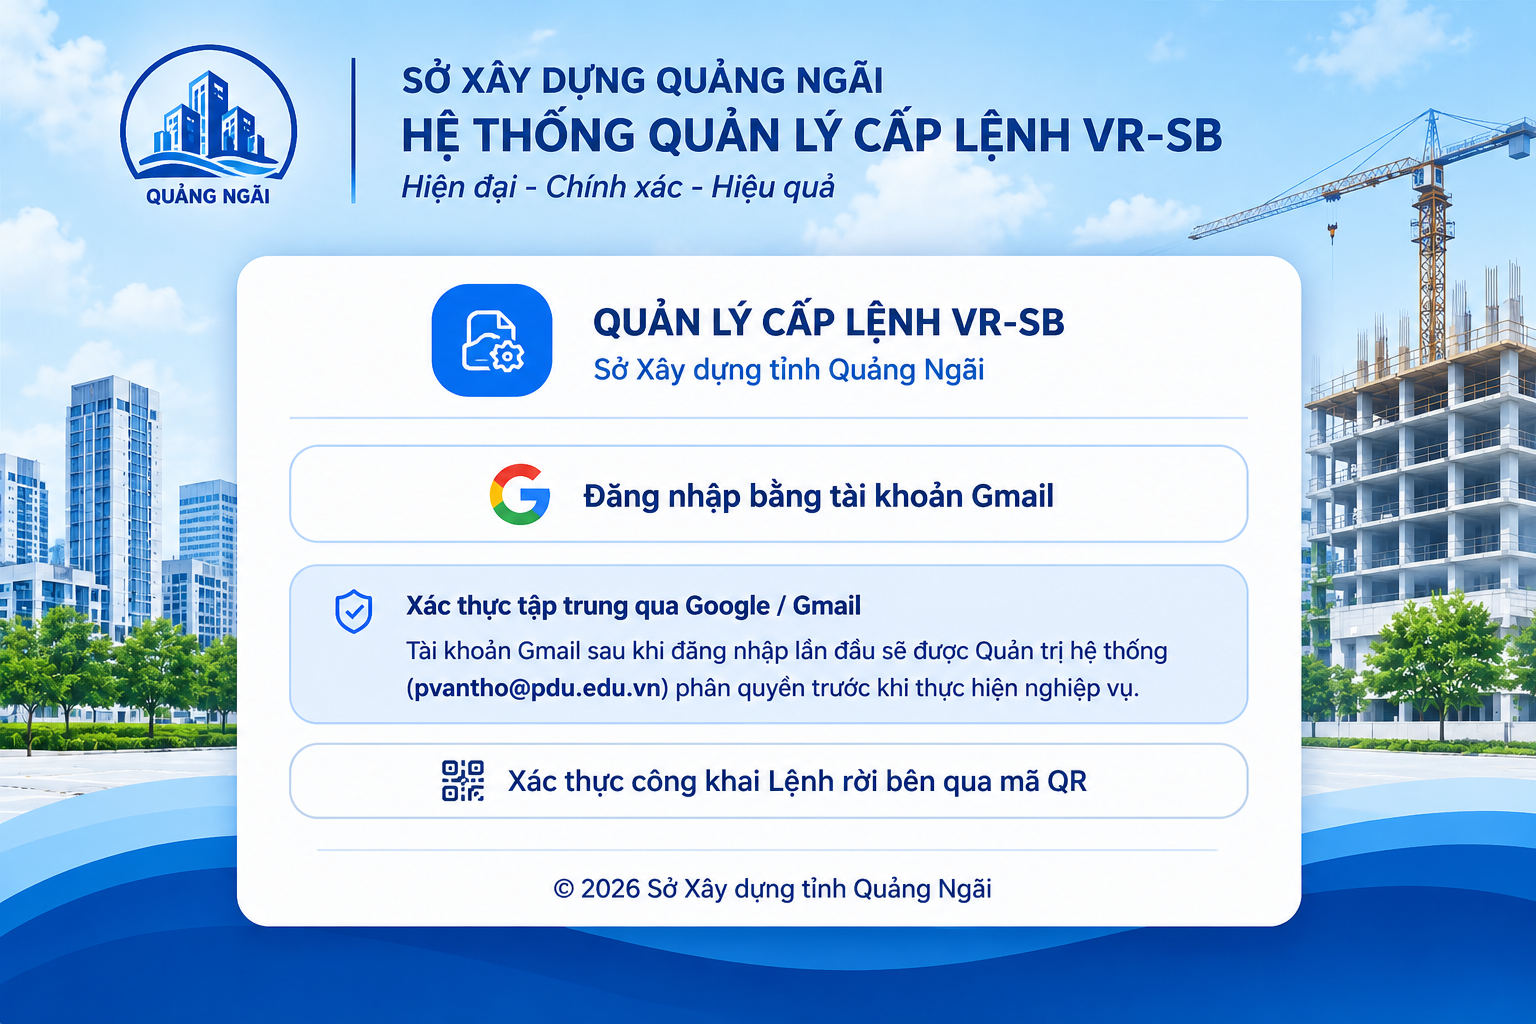 QUẢNG NGÃI
SỞ XÂY DỰNG QUẢNG NGÃI
HỆ THỐNG QUẢN LÝ CẤP LỆNH VR-SB
Hiện đại - Chính xác - Hiệu quả
QUẢN LÝ CẤP LỆNH VR-SB
Sở Xây dựng tỉnh Quảng Ngãi
Đăng nhập bằng tài khoản Gmail
Xác thực tập trung qua Google / Gmail
Tài khoản Gmail sau khi đăng nhập lần đầu sẽ được Quản trị hệ thống
(pvantho@pdu.edu.vn) phân quyền trước khi thực hiện nghiệp vụ.
Xác thực công khai Lệnh rời bên qua mã QR
© 2026 Sở Xây dựng tỉnh Quảng Ngãi